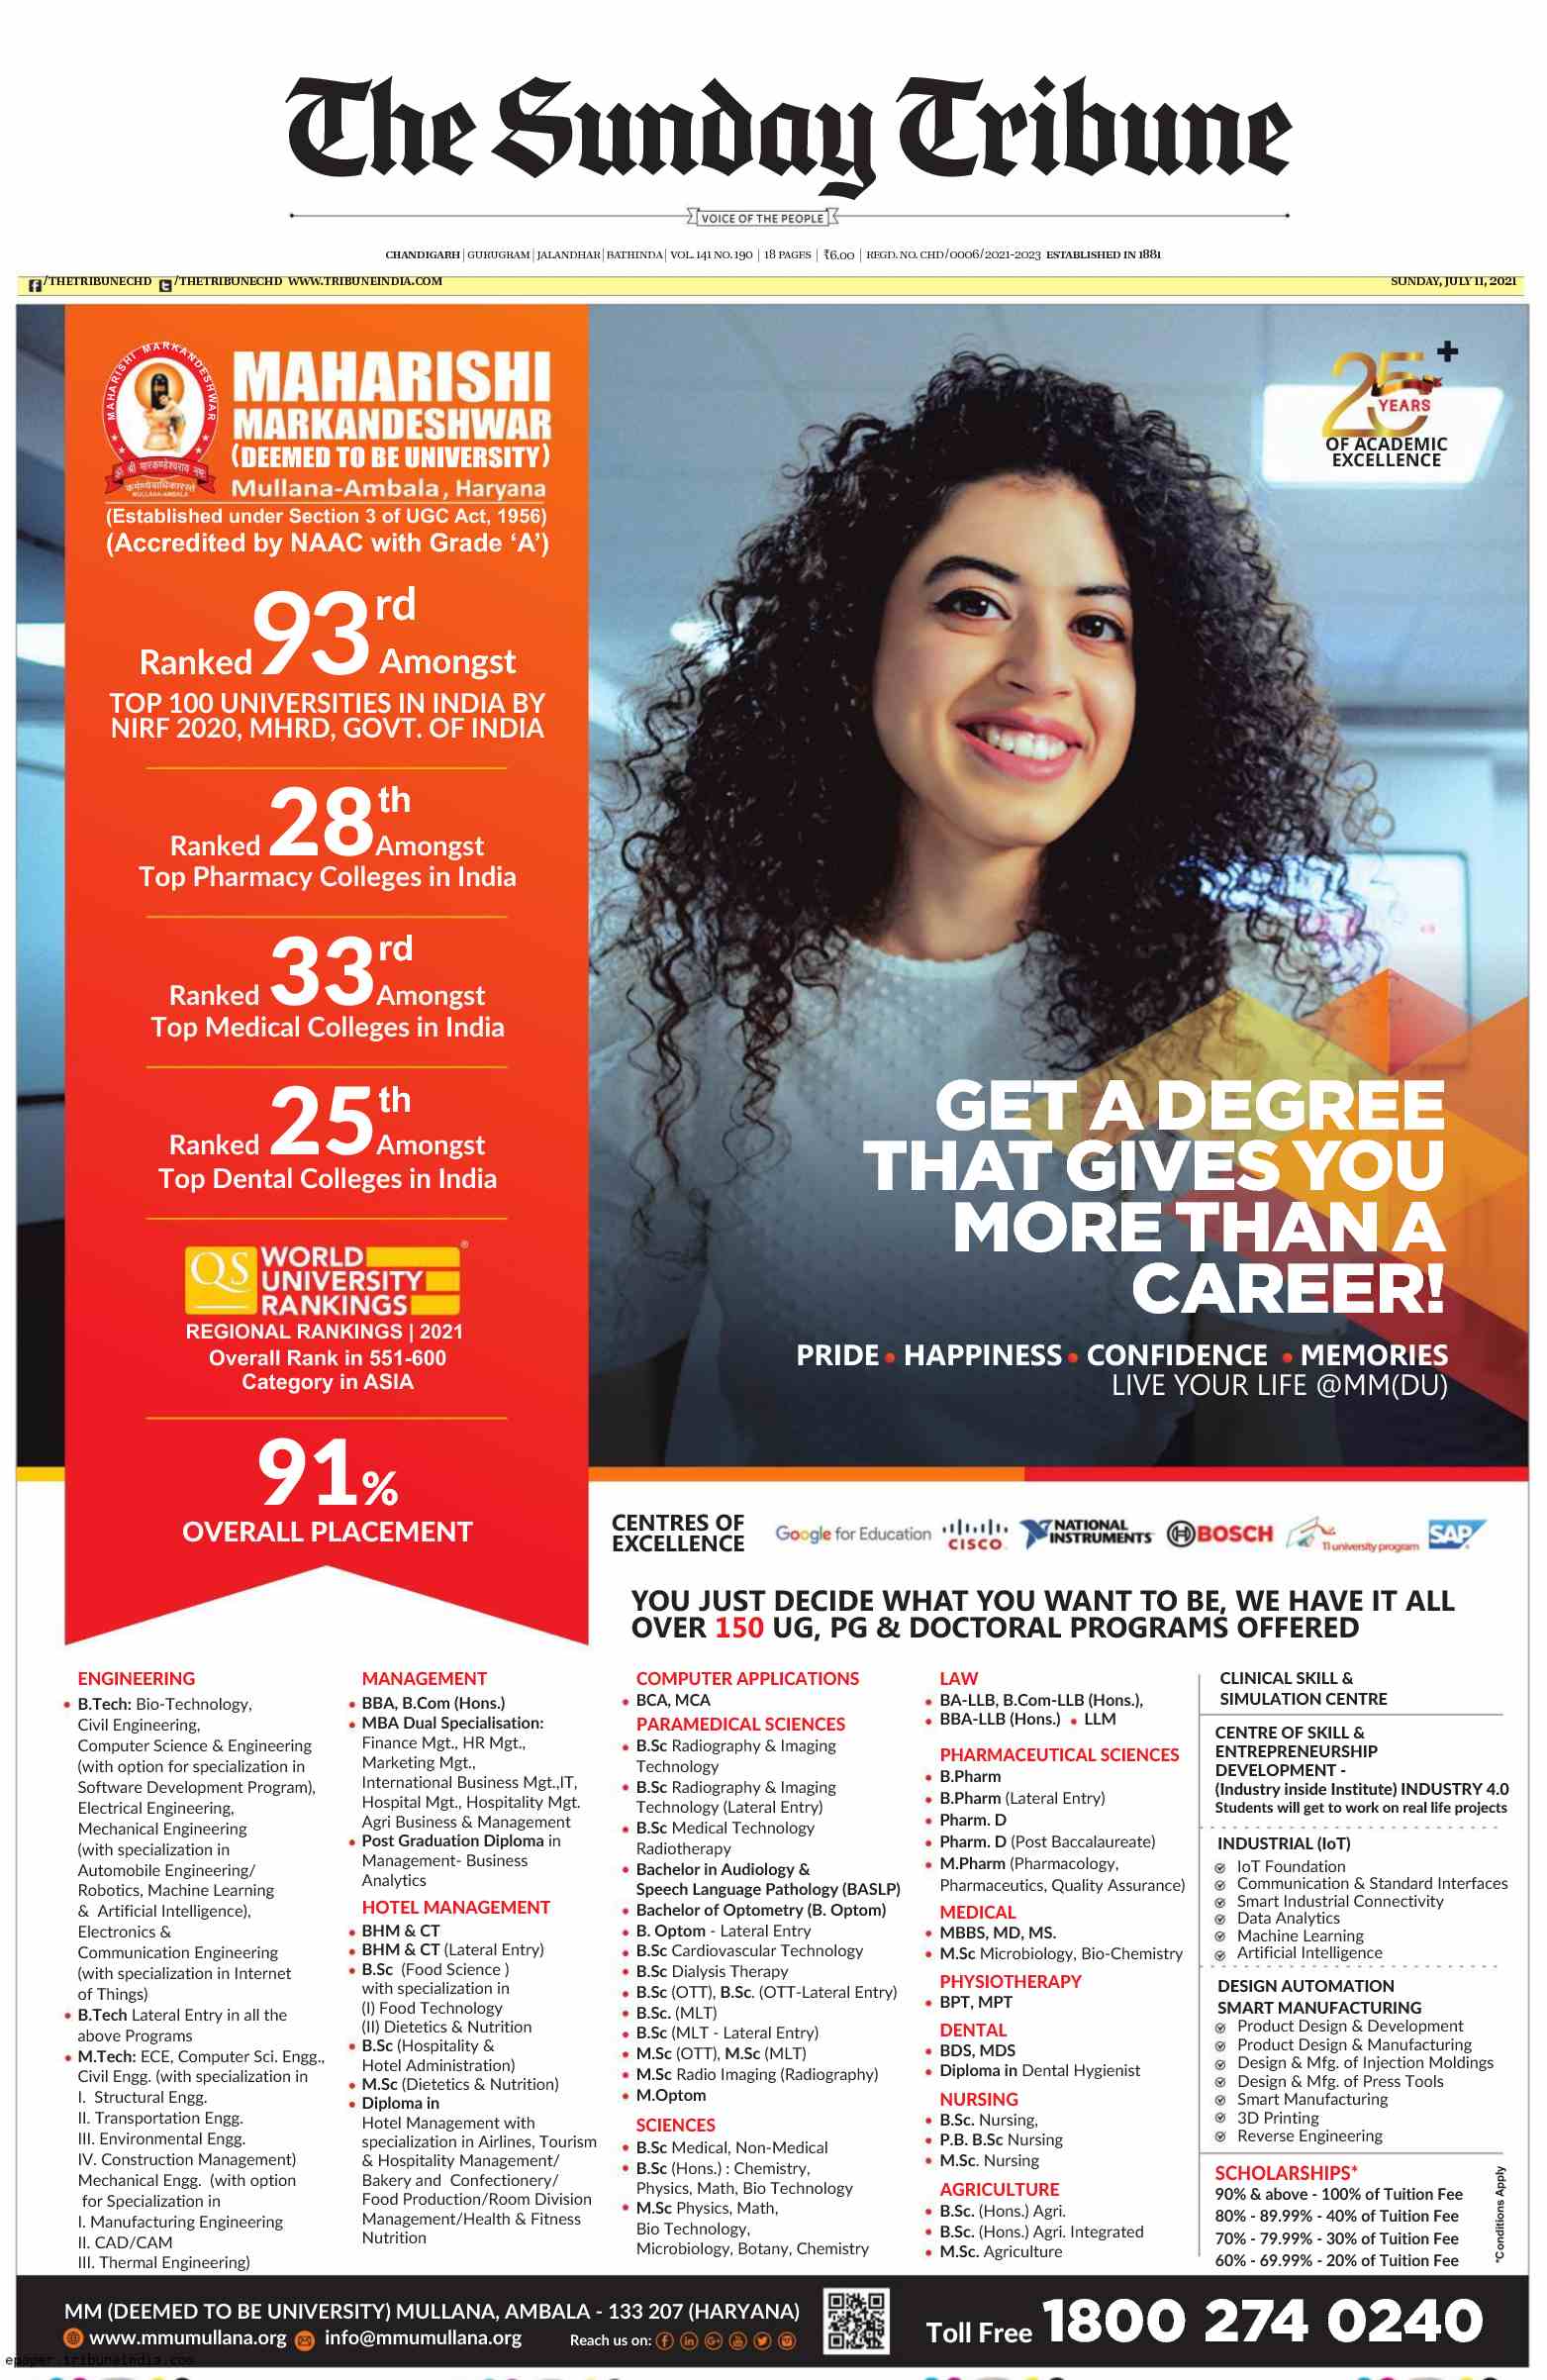 The Sunday Tribune
VOICE OF THE PEOPLE
CHANDIGARH | GURUGRAM | JALANDHAR | BATHINDA | VOL. 141 NO. 190 | 18 PAGES | ₹6.00 | REGD. NO. CHD/0006/2021-2023 ESTABLISHED IN 1881
/THETRIBUNECHD /THETRIBUNECHD WWW.TRIBUNEINDIA.COM
SUNDAY, JULY 11, 2021
MAHARISHI MARKANDESHWAR
MULLANA-AMBALA
MAHARISHI
MARKANDESHWAR
(DEEMED TO BE UNIVERSITY)
Mullana-Ambala, Haryana
(Established under Section 3 of UGC Act, 1956)
(Accredited by NAAC with Grade ‘A’)
Ranked 93rd Amongst
TOP 100 UNIVERSITIES IN INDIA BY
NIRF 2020, MHRD, GOVT. OF INDIA
Ranked 28th Amongst
Top Pharmacy Colleges in India
Ranked 33rd Amongst
Top Medical Colleges in India
Ranked 25th Amongst
Top Dental Colleges in India
QS WORLD
UNIVERSITY
RANKINGS
®
REGIONAL RANKINGS | 2021
Overall Rank in 551-600
Category in ASIA
91%
OVERALL PLACEMENT
25+
YEARS
OF ACADEMIC
EXCELLENCE
GET A DEGREE
THAT GIVES YOU
MORE THAN A
CAREER!
PRIDE • HAPPINESS • CONFIDENCE • MEMORIES
LIVE YOUR LIFE @MM(DU)
CENTRES OF
EXCELLENCE
Google for Education
CISCO
NATIONAL
INSTRUMENTS
BOSCH
TI university program
SAP
YOU JUST DECIDE WHAT YOU WANT TO BE, WE HAVE IT ALL
OVER 150 UG, PG & DOCTORAL PROGRAMS OFFERED
ENGINEERING
• B.Tech: Bio-Technology,
Civil Engineering,
Computer Science & Engineering
(with option for specialization in
Software Development Program),
Electrical Engineering,
Mechanical Engineering
(with specialization in
Automobile Engineering/
Robotics, Machine Learning
& Artificial Intelligence),
Electronics &
Communication Engineering
(with specialization in Internet
of Things)
• B.Tech Lateral Entry in all the
above Programs
• M.Tech: ECE, Computer Sci. Engg.,
Civil Engg. (with specialization in
I. Structural Engg.
II. Transportation Engg.
III. Environmental Engg.
IV. Construction Management)
Mechanical Engg. (with option
for Specialization in
I. Manufacturing Engineering
II. CAD/CAM
III. Thermal Engineering)
MANAGEMENT
• BBA, B.Com (Hons.)
• MBA Dual Specialisation:
Finance Mgt., HR Mgt.,
Marketing Mgt.,
International Business Mgt.,IT,
Hospital Mgt., Hospitality Mgt.
Agri Business & Management
• Post Graduation Diploma in
Management- Business
Analytics
HOTEL MANAGEMENT
• BHM & CT
• BHM & CT (Lateral Entry)
• B.Sc (Food Science )
with specialization in
(I) Food Technology
(II) Dietetics & Nutrition
• B.Sc (Hospitality &
Hotel Administration)
• M.Sc (Dietetics & Nutrition)
• Diploma in
Hotel Management with
specialization in Airlines, Tourism
& Hospitality Management/
Bakery and Confectionery/
Food Production/Room Division
Management/Health & Fitness
Nutrition
COMPUTER APPLICATIONS
• BCA, MCA
PARAMEDICAL SCIENCES
• B.Sc Radiography & Imaging
Technology
• B.Sc Radiography & Imaging
Technology (Lateral Entry)
• B.Sc Medical Technology
Radiotherapy
• Bachelor in Audiology &
Speech Language Pathology (BASLP)
• Bachelor of Optometry (B. Optom)
• B. Optom - Lateral Entry
• B.Sc Cardiovascular Technology
• B.Sc Dialysis Therapy
• B.Sc (OTT), B.Sc. (OTT-Lateral Entry)
• B.Sc. (MLT)
• B.Sc (MLT - Lateral Entry)
• M.Sc (OTT), M.Sc (MLT)
• M.Sc Radio Imaging (Radiography)
• M.Optom
SCIENCES
• B.Sc Medical, Non-Medical
• B.Sc (Hons.) : Chemistry,
Physics, Math, Bio Technology
• M.Sc Physics, Math,
Bio Technology,
Microbiology, Botany, Chemistry
LAW
• BA-LLB, B.Com-LLB (Hons.),
• BBA-LLB (Hons.) • LLM
PHARMACEUTICAL SCIENCES
• B.Pharm
• B.Pharm (Lateral Entry)
• Pharm. D
• Pharm. D (Post Baccalaureate)
• M.Pharm (Pharmacology,
Pharmaceutics, Quality Assurance)
MEDICAL
• MBBS, MD, MS.
• M.Sc Microbiology, Bio-Chemistry
PHYSIOTHERAPY
• BPT, MPT
DENTAL
• BDS, MDS
• Diploma in Dental Hygienist
NURSING
• B.Sc. Nursing,
• P.B. B.Sc Nursing
• M.Sc. Nursing
AGRICULTURE
• B.Sc. (Hons.) Agri.
• B.Sc. (Hons.) Agri. Integrated
• M.Sc. Agriculture
CLINICAL SKILL &
SIMULATION CENTRE
CENTRE OF SKILL &
ENTREPRENEURSHIP
DEVELOPMENT -
(Industry inside Institute) INDUSTRY 4.0
Students will get to work on real life projects
INDUSTRIAL (IoT)
IoT Foundation
Communication & Standard Interfaces
Smart Industrial Connectivity
Data Analytics
Machine Learning
Artificial Intelligence
DESIGN AUTOMATION
SMART MANUFACTURING
Product Design & Development
Product Design & Manufacturing
Design & Mfg. of Injection Moldings
Design & Mfg. of Press Tools
Smart Manufacturing
3D Printing
Reverse Engineering
SCHOLARSHIPS*
90% & above - 100% of Tuition Fee
80% - 89.99% - 40% of Tuition Fee
70% - 79.99% - 30% of Tuition Fee
60% - 69.99% - 20% of Tuition Fee
*Conditions Apply
MM (DEEMED TO BE UNIVERSITY) MULLANA, AMBALA - 133 207 (HARYANA)
www.mmumullana.org info@mmumullana.org Reach us on:
Toll Free 1800 274 0240
epaper.tribuneindia.com